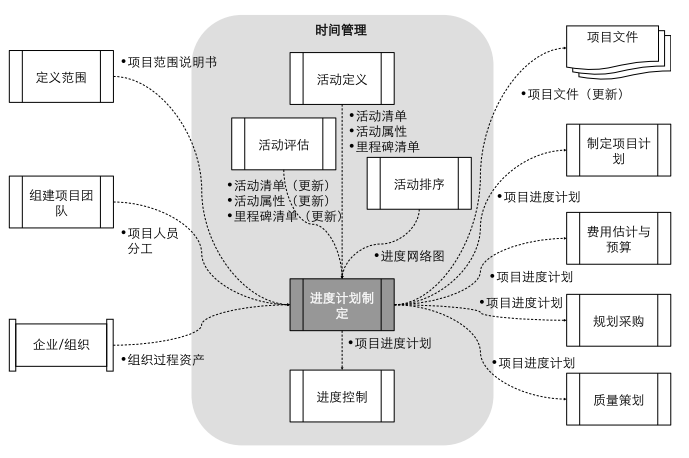 时间管理
定义范围
•项目范围说明书
组建项目团
队
•项目人员
分工
企业/组织
•组织过程资产
活动定义
•活动清单
•活动属性
•里程碑清单
活动评估
•活动清单（更新）
•活动属性（更新）
•里程碑清单（更新）
活动排序
•进度网络图
进度计划制
定
•项目进度计划
进度控制
项目文件
•项目文件（更新）
制定项目计
划
•项目进度计划
费用估计与
预算
•项目进度计划
•项目进度计划
规划采购
•项目进度计划
质量策划